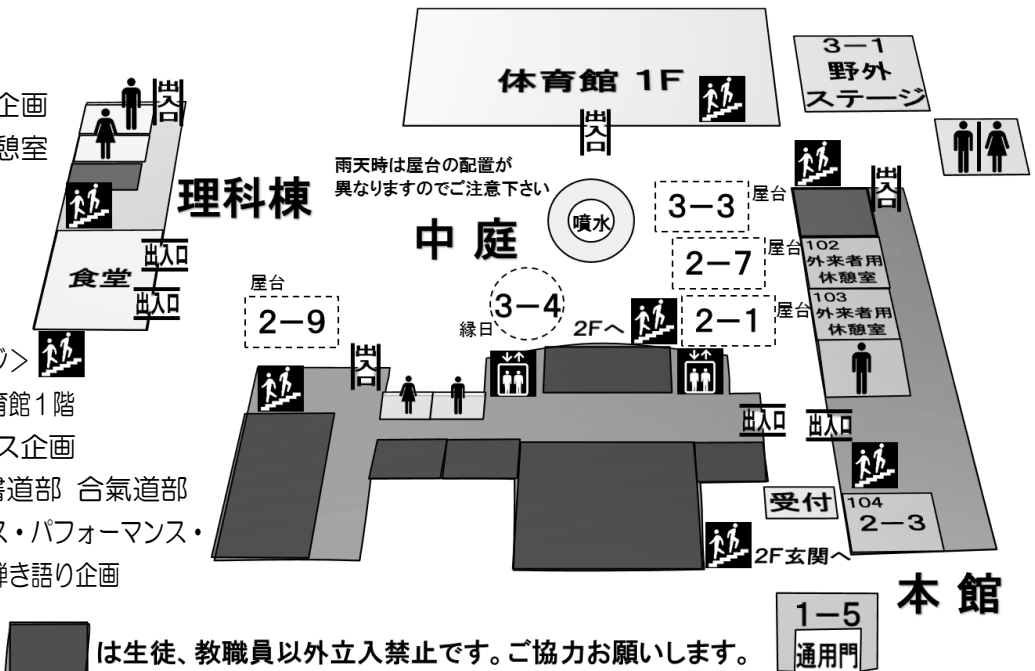 体育館 1F
3－1
野外
ステージ
出入口
企画
憩室
出入口
雨天時は屋台の配置が
異なりますのでご注意下さい
理科棟
中 庭
噴水
3－3
屋台
出入口
102
外来者用
休憩室
2－7
屋台
食堂
出入口
出入口
屋台
2－9
3－4
縁日
2Fへ
2－1
屋台
103
外来者用
休憩室
出入口
ジ>
育館1階
ス企画
書道部 合氣道部
ス・パフォーマンス・
弾き語り企画
出入口
出入口
受付
104
2－3
2F玄関へ
本 館
1－5
通用門
は生徒、教職員以外立入禁止です。ご協力お願いします。